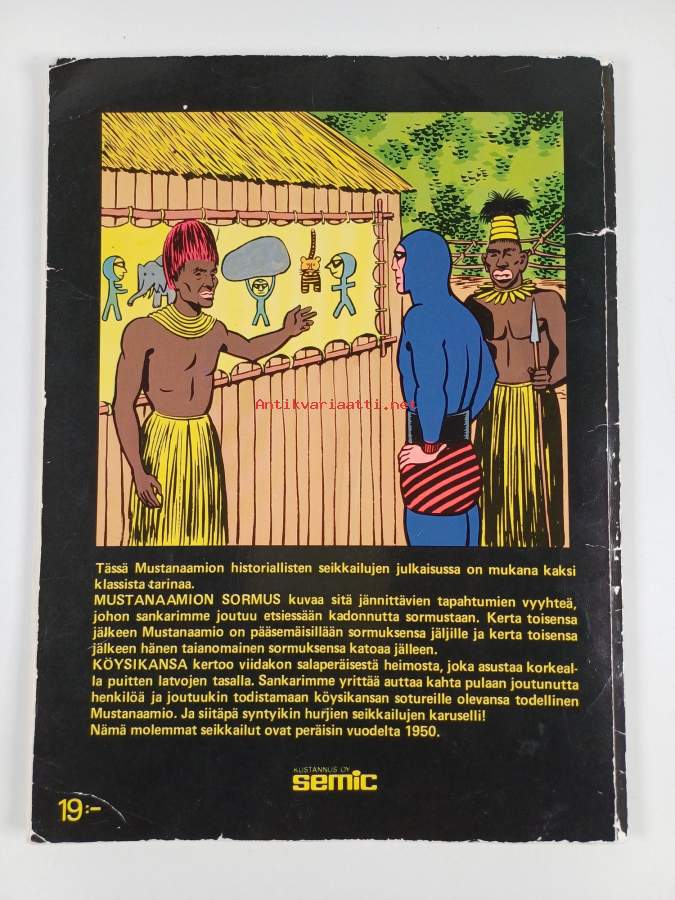 Antikvariaatti.net
Tässä Mustanaamion historiallisten seikkailujen julkaisussa on mukana kaksi
klassista tarinaa.
MUSTANAAMION SORMUS kuvaa sitä jännittävien tapahtumien vyyhteä,
johon sankarimme joutuu etsiessään kadonnutta sormustaan. Kerta toisensa
jälkeen Mustanaamio on pääsemäisillään sormuksensa jäljille ja kerta toisensa
jälkeen hänen taianomainen sormuksensa katoaa jälleen.
KÖYSIKANSA kertoo viidakon salaperäisestä heimosta, joka asustaa korkeal-
la puitten latvojen tasalla. Sankarimme yrittää auttaa kahta pulaan joutunutta
henkilöä ja joutuukin todistamaan köysikansan sotureille olevansa todellinen
Mustanaamio. Ja siitäpä syntyikin hurjien seikkailujen karuselli!
Nämä molemmat seikkailut ovat peräisin vuodelta 1950.
KUSTANNUS OY
semic
19:-